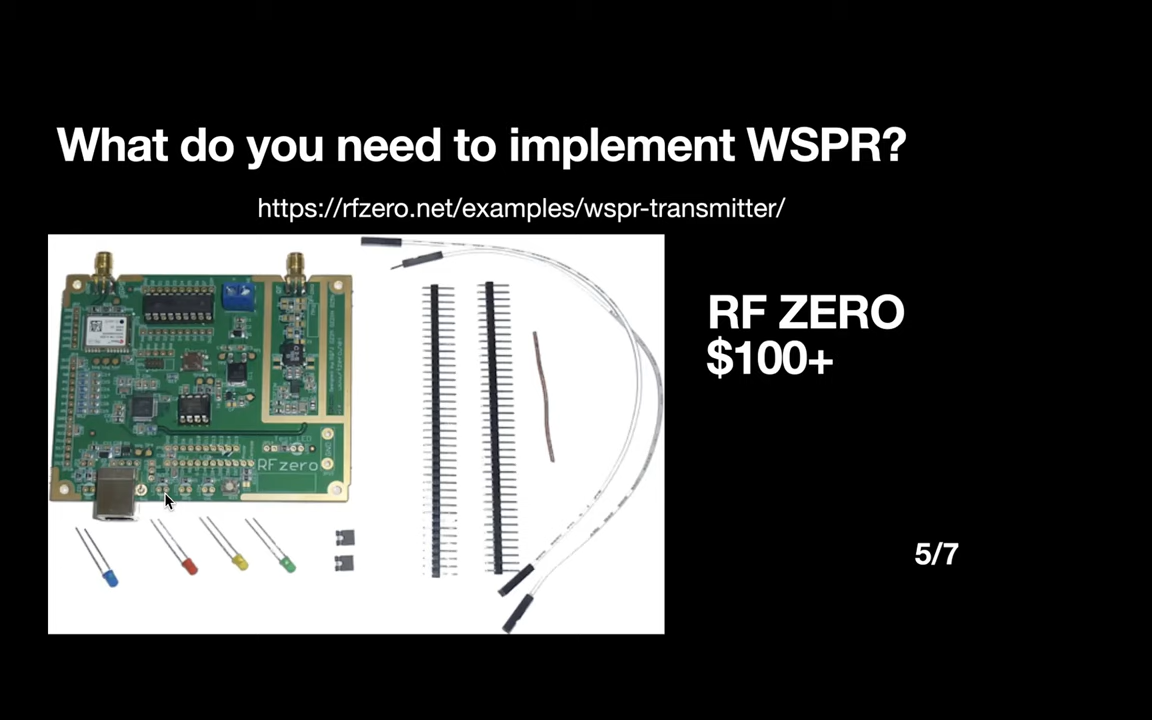 What do you need to implement WSPR?
https://rfzero.net/examples/wspr-transmitter/
RF ZERO
$100+
RFzero
5/7